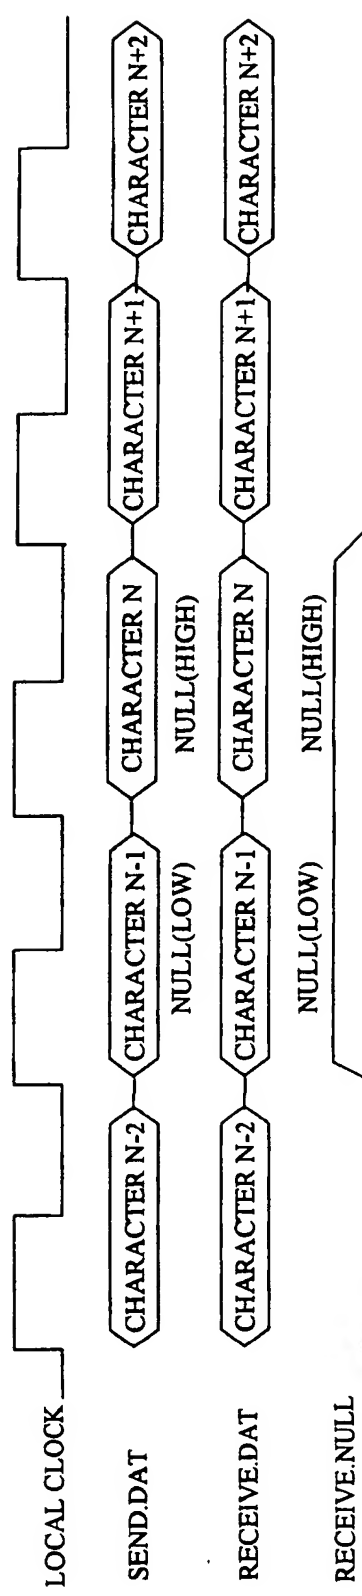 LOCAL CLOCK
SEND.DAT
CHARACTER N-2
CHARACTER N-1
CHARACTER N
CHARACTER N+1
CHARACTER N+2
NULL(LOW)
NULL(HIGH)
RECEIVE.DAT
CHARACTER N-2
CHARACTER N-1
CHARACTER N
CHARACTER N+1
CHARACTER N+2
NULL(LOW)
NULL(HIGH)
RECEIVE.NULL